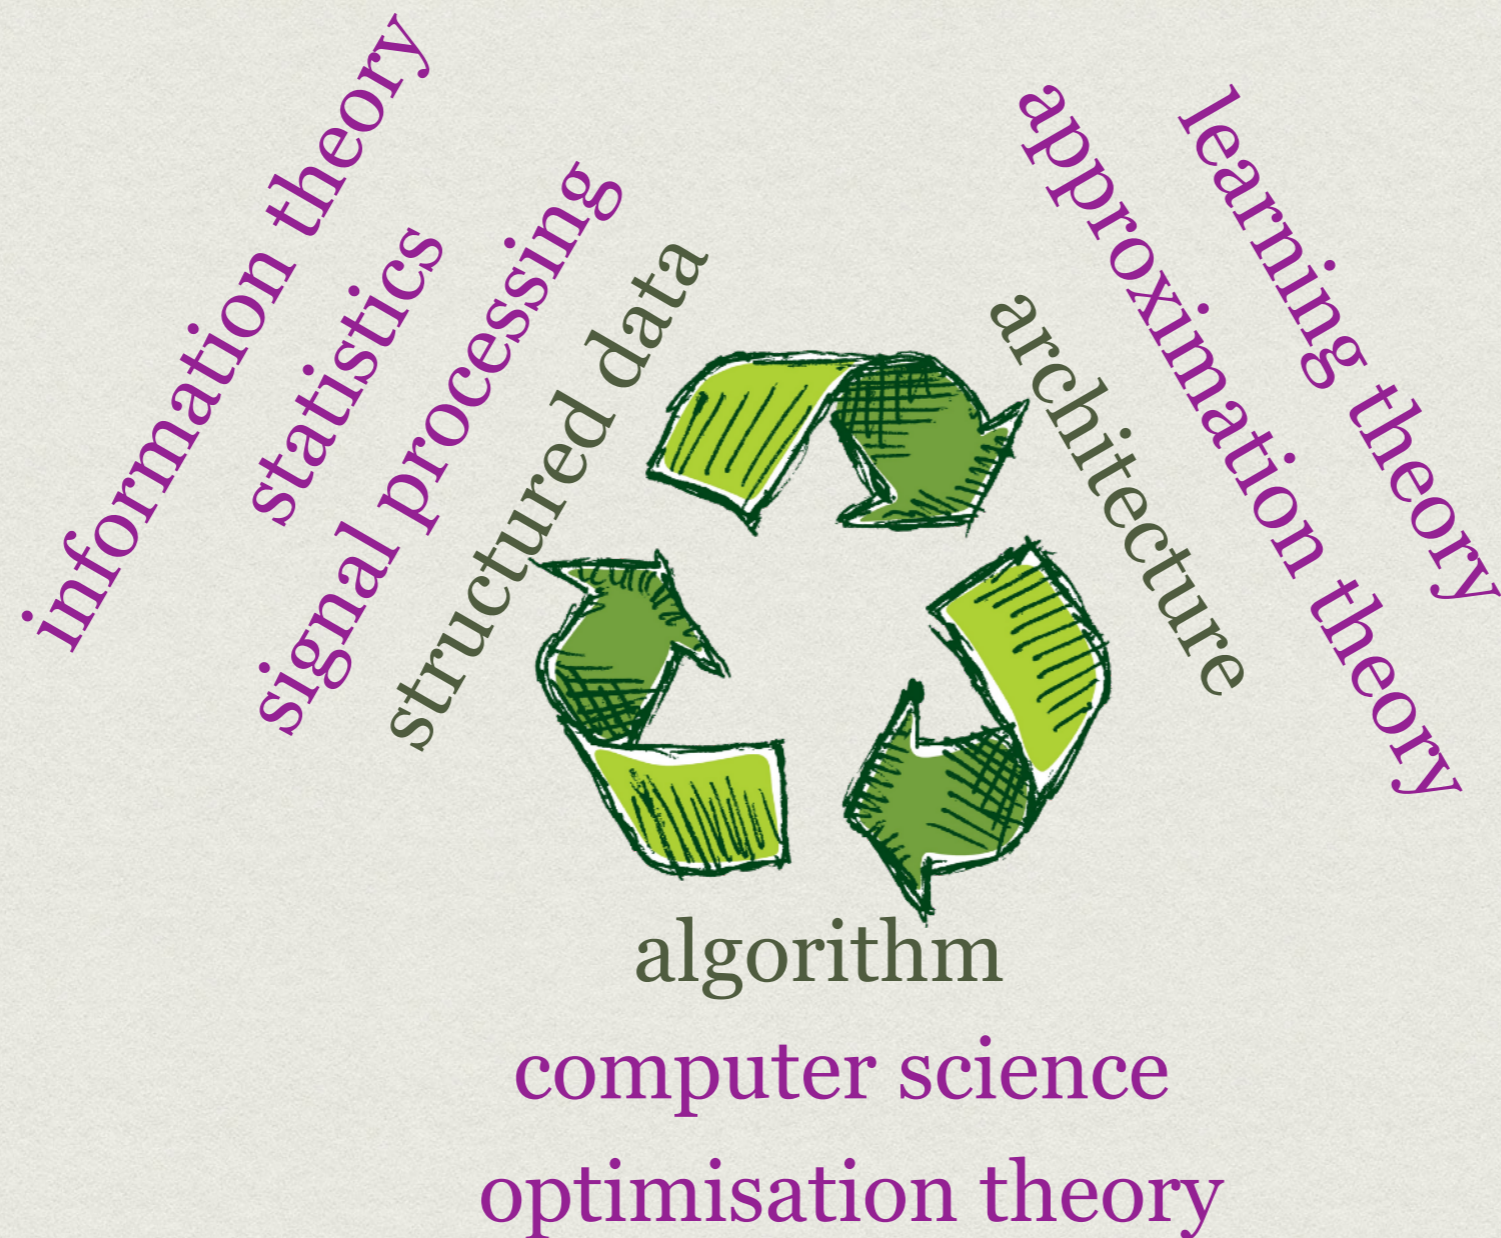 information theory
statistics
signal processing
structured data
architecture
approximation theory
learning theory
algorithm
computer science
optimisation theory